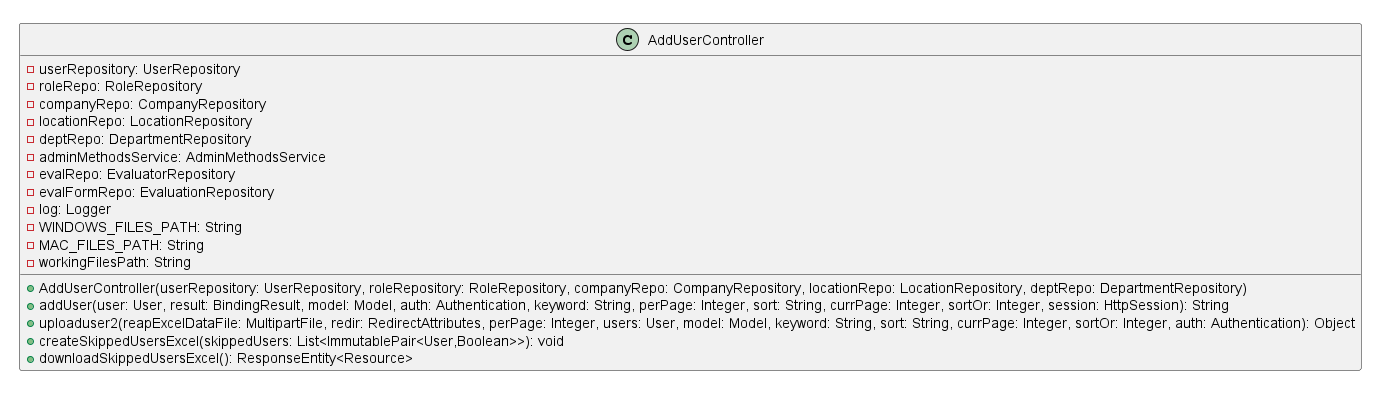 C AddUserController
userRepository: UserRepository
roleRepo: RoleRepository
companyRepo: CompanyRepository
locationRepo: LocationRepository
deptRepo: DepartmentRepository
adminMethodsService: AdminMethodsService
evalRepo: EvaluatorRepository
evalFormRepo: EvaluationRepository
log: Logger
WINDOWS_FILES_PATH: String
MAC_FILES_PATH: String
workingFilesPath: String
AddUserController(userRepository: UserRepository, roleRepository: RoleRepository, companyRepo: CompanyRepository, locationRepo: LocationRepository, deptRepo: DepartmentRepository)
addUser(user: User, result: BindingResult, model: Model, auth: Authentication, keyword: String, perPage: Integer, sort: String, currPage: Integer, sortOr: Integer, session: HttpSession): String
uploaduser2(reapExcelDataFile: MultipartFile, redir: RedirectAttributes, perPage: Integer, users: User, model: Model, keyword: String, sort: String, currPage: Integer, sortOr: Integer, auth: Authentication): Object
createSkippedUsersExcel(skippedUsers: List<ImmutablePair<User,Boolean>>): void
downloadSkippedUsersExcel(): ResponseEntity<Resource>